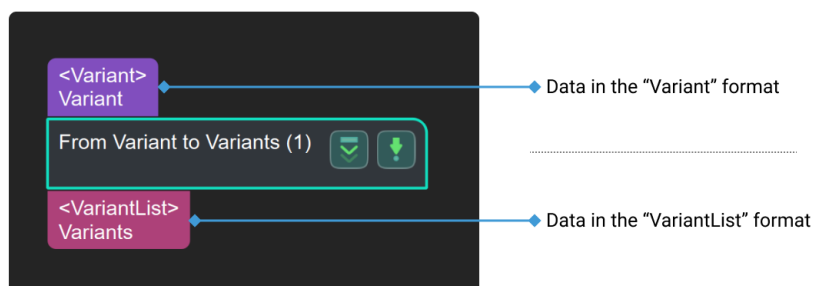 <Variant>
Variant
Data in the “Variant” format
From Variant to Variants (1)
<VariantList>
Variants
Data in the “VariantList” format